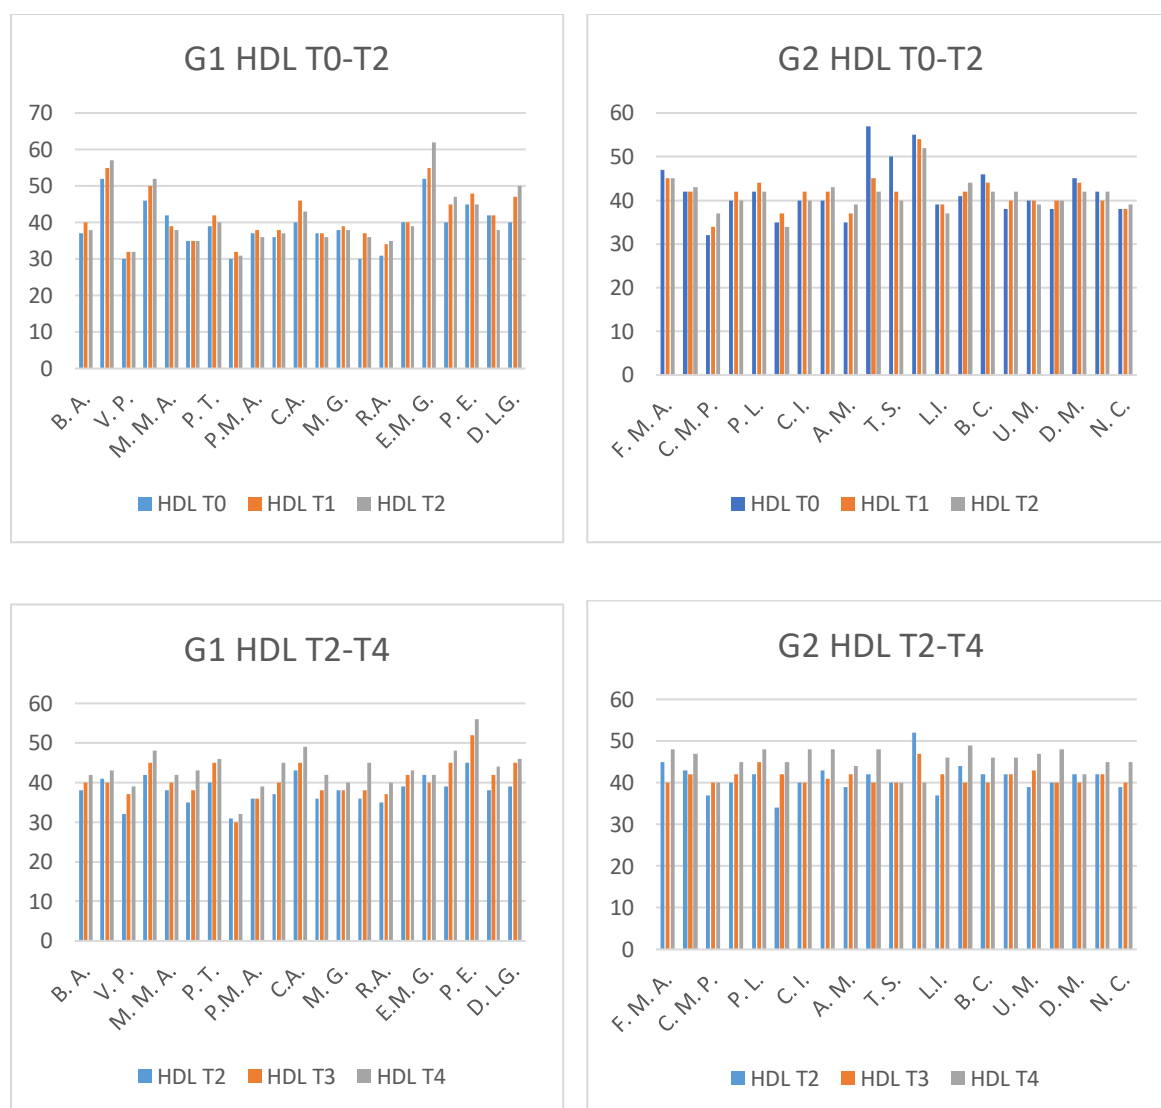 G1 HDL T0-T2
70
60
50
40
30
20
10
0
B. A.
V. P.
M. M. A.
P. T.
P.M. A.
C.A.
M. G.
R.A.
E.M. G.
P. E.
D. L.G.
HDL T0 HDL T1 HDL T2
G2 HDL T0-T2
60
50
40
30
20
10
0
F. M. A.
C. M. P.
P. L.
C. I.
A. M.
T. S.
L.I.
B. C.
U. M.
D. M.
N. C.
HDL T0 HDL T1 HDL T2
G1 HDL T2-T4
60
50
40
30
20
10
0
B. A.
V. P.
M. M. A.
P. T.
P.M. A.
C.A.
M. G.
R.A.
E.M. G.
P. E.
D. L.G.
HDL T2 HDL T3 HDL T4
G2 HDL T2-T4
60
50
40
30
20
10
0
F. M. A.
C. M. P.
P. L.
C. I.
A. M.
T. S.
L.I.
B. C.
U. M.
D. M.
N. C.
HDL T2 HDL T3 HDL T4